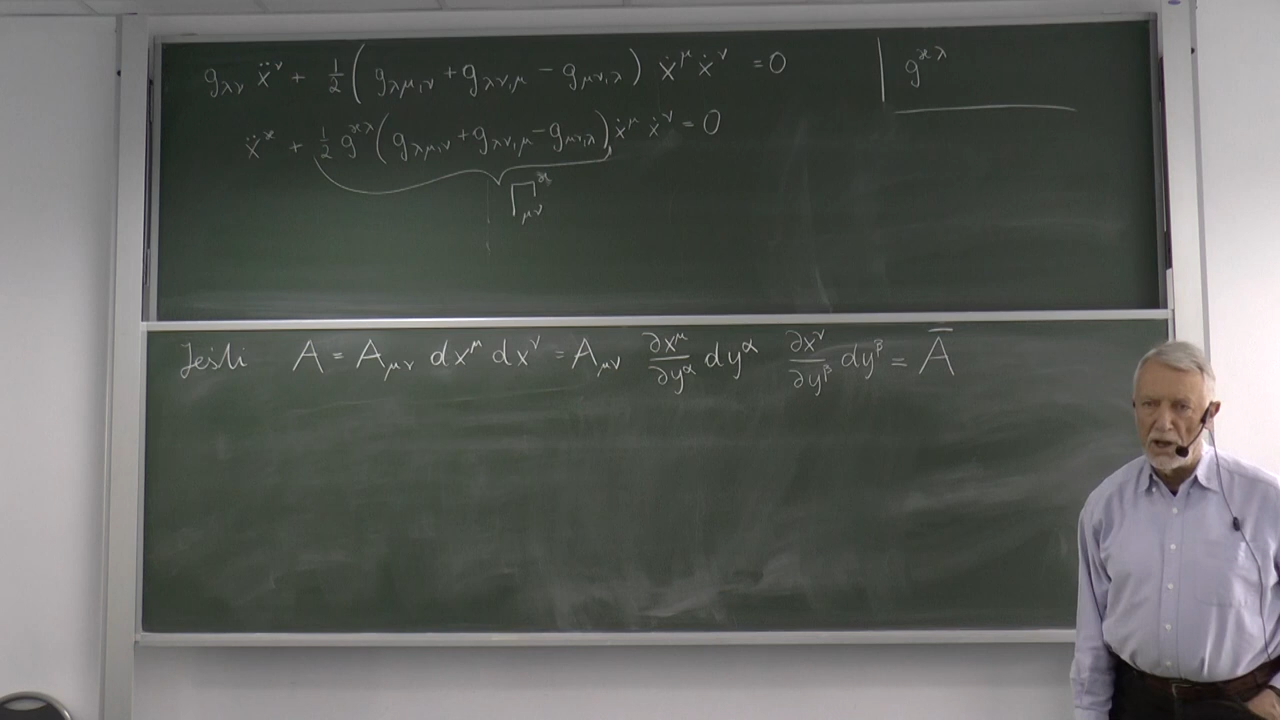 g_{λν} ẍ^ν + ½ ( g_{λμ,ν} + g_{λν,μ} − g_{μν,λ} ) ẋ^μ ẋ^ν = 0 | g^{ϰλ}
ẍ^ϰ + ½ g^{ϰλ} ( g_{λμ,ν} + g_{λν,μ} − g_{μν,λ} ) ẋ^μ ẋ^ν = 0
Γ^ϰ_{μν}
Jeśli A = A_{μν} dx^μ dx^ν = A_{μν} ∂x^μ/∂y^α dy^α ∂x^ν/∂y^β dy^β = A̅